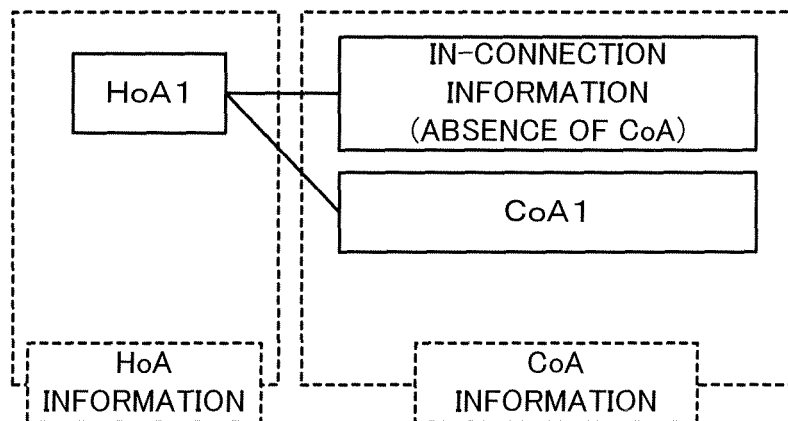 HoA1
IN-CONNECTION
INFORMATION
(ABSENCE OF CoA)
CoA1
HoA
INFORMATION
CoA
INFORMATION